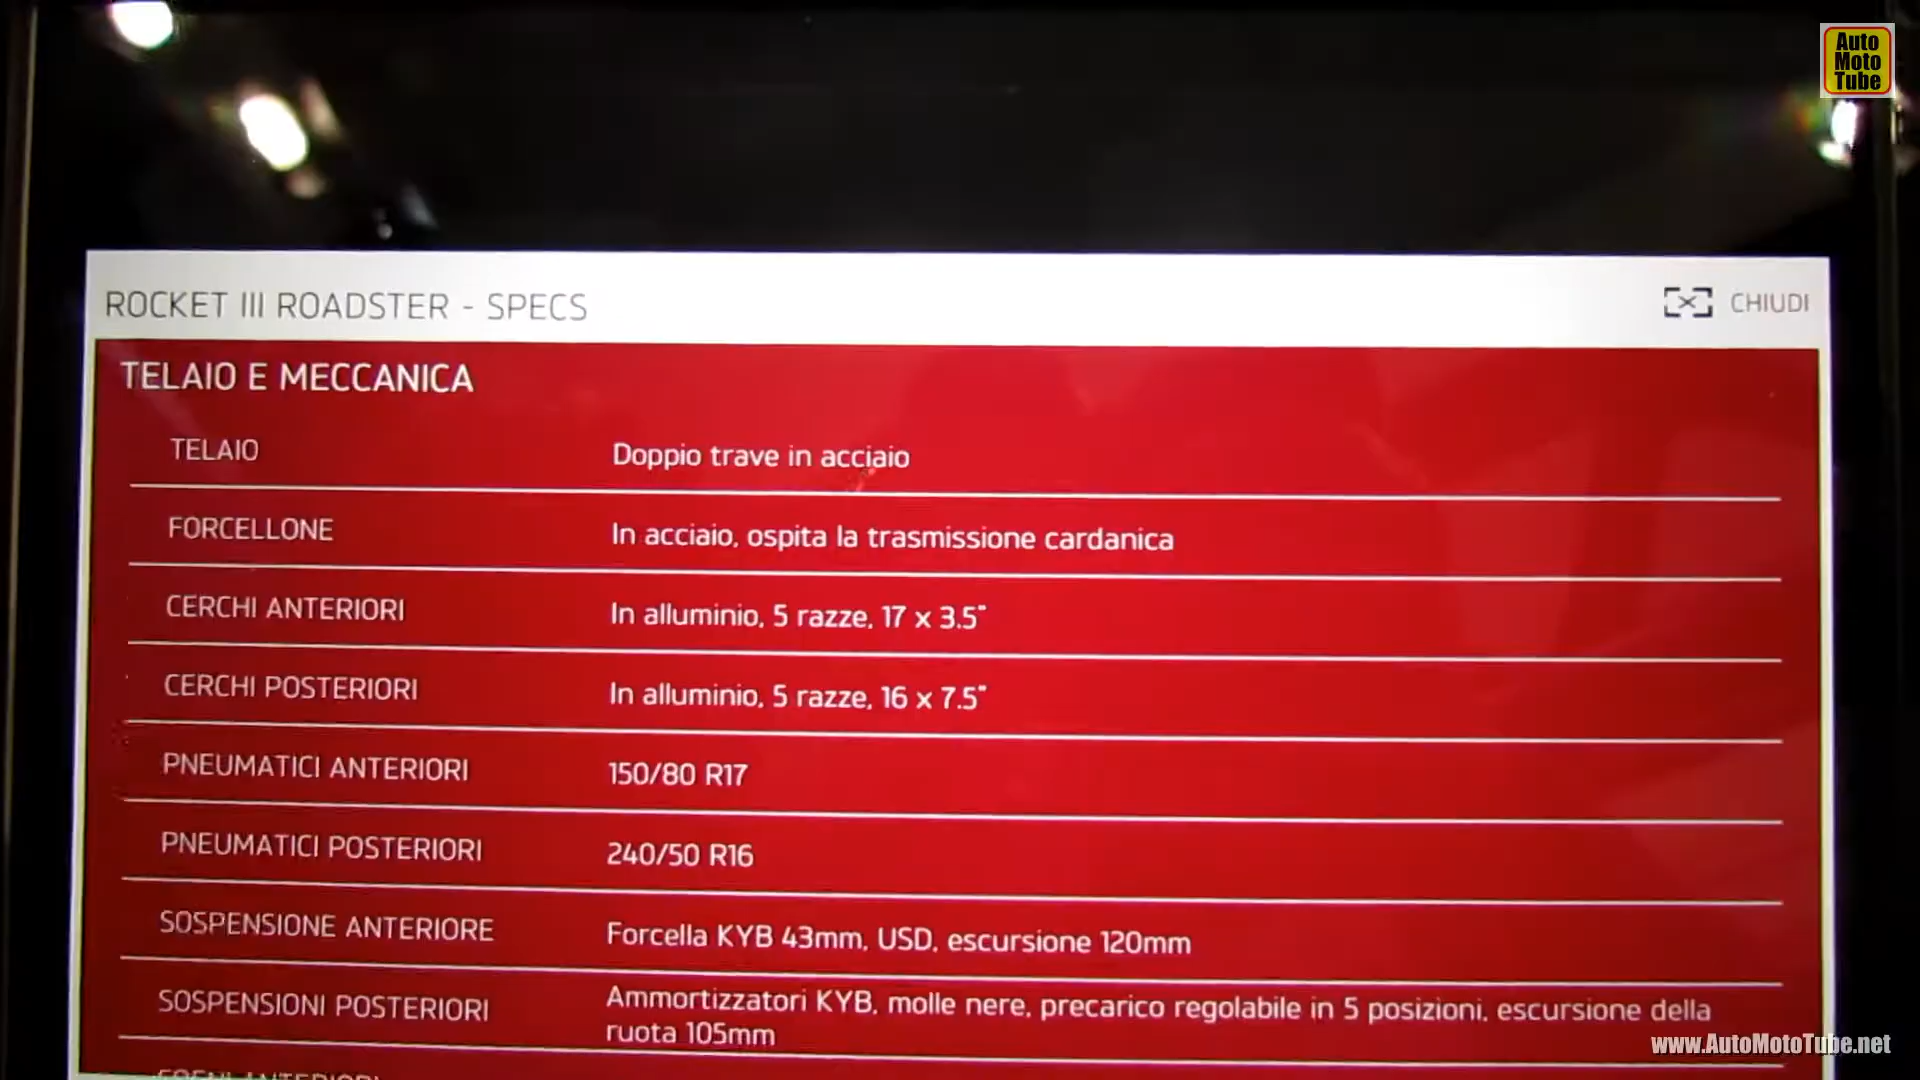 Auto
Moto
Tube
ROCKET III ROADSTER - SPECS
CHIUDI
TELAIO E MECCANICA
TELAIO Doppio trave in acciaio
FORCELLONE In acciaio, ospita la trasmissione cardanica
CERCHI ANTERIORI In alluminio, 5 razze, 17 x 3.5"
CERCHI POSTERIORI In alluminio, 5 razze, 16 x 7.5"
PNEUMATICI ANTERIORI 150/80 R17
PNEUMATICI POSTERIORI 240/50 R16
SOSPENSIONE ANTERIORE Forcella KYB 43mm, USD, escursione 120mm
SOSPENSIONI POSTERIORI Ammortizzatori KYB, molle nere, precarico regolabile in 5 posizioni, escursione della
ruota 105mm
www.AutoMotoTube.net